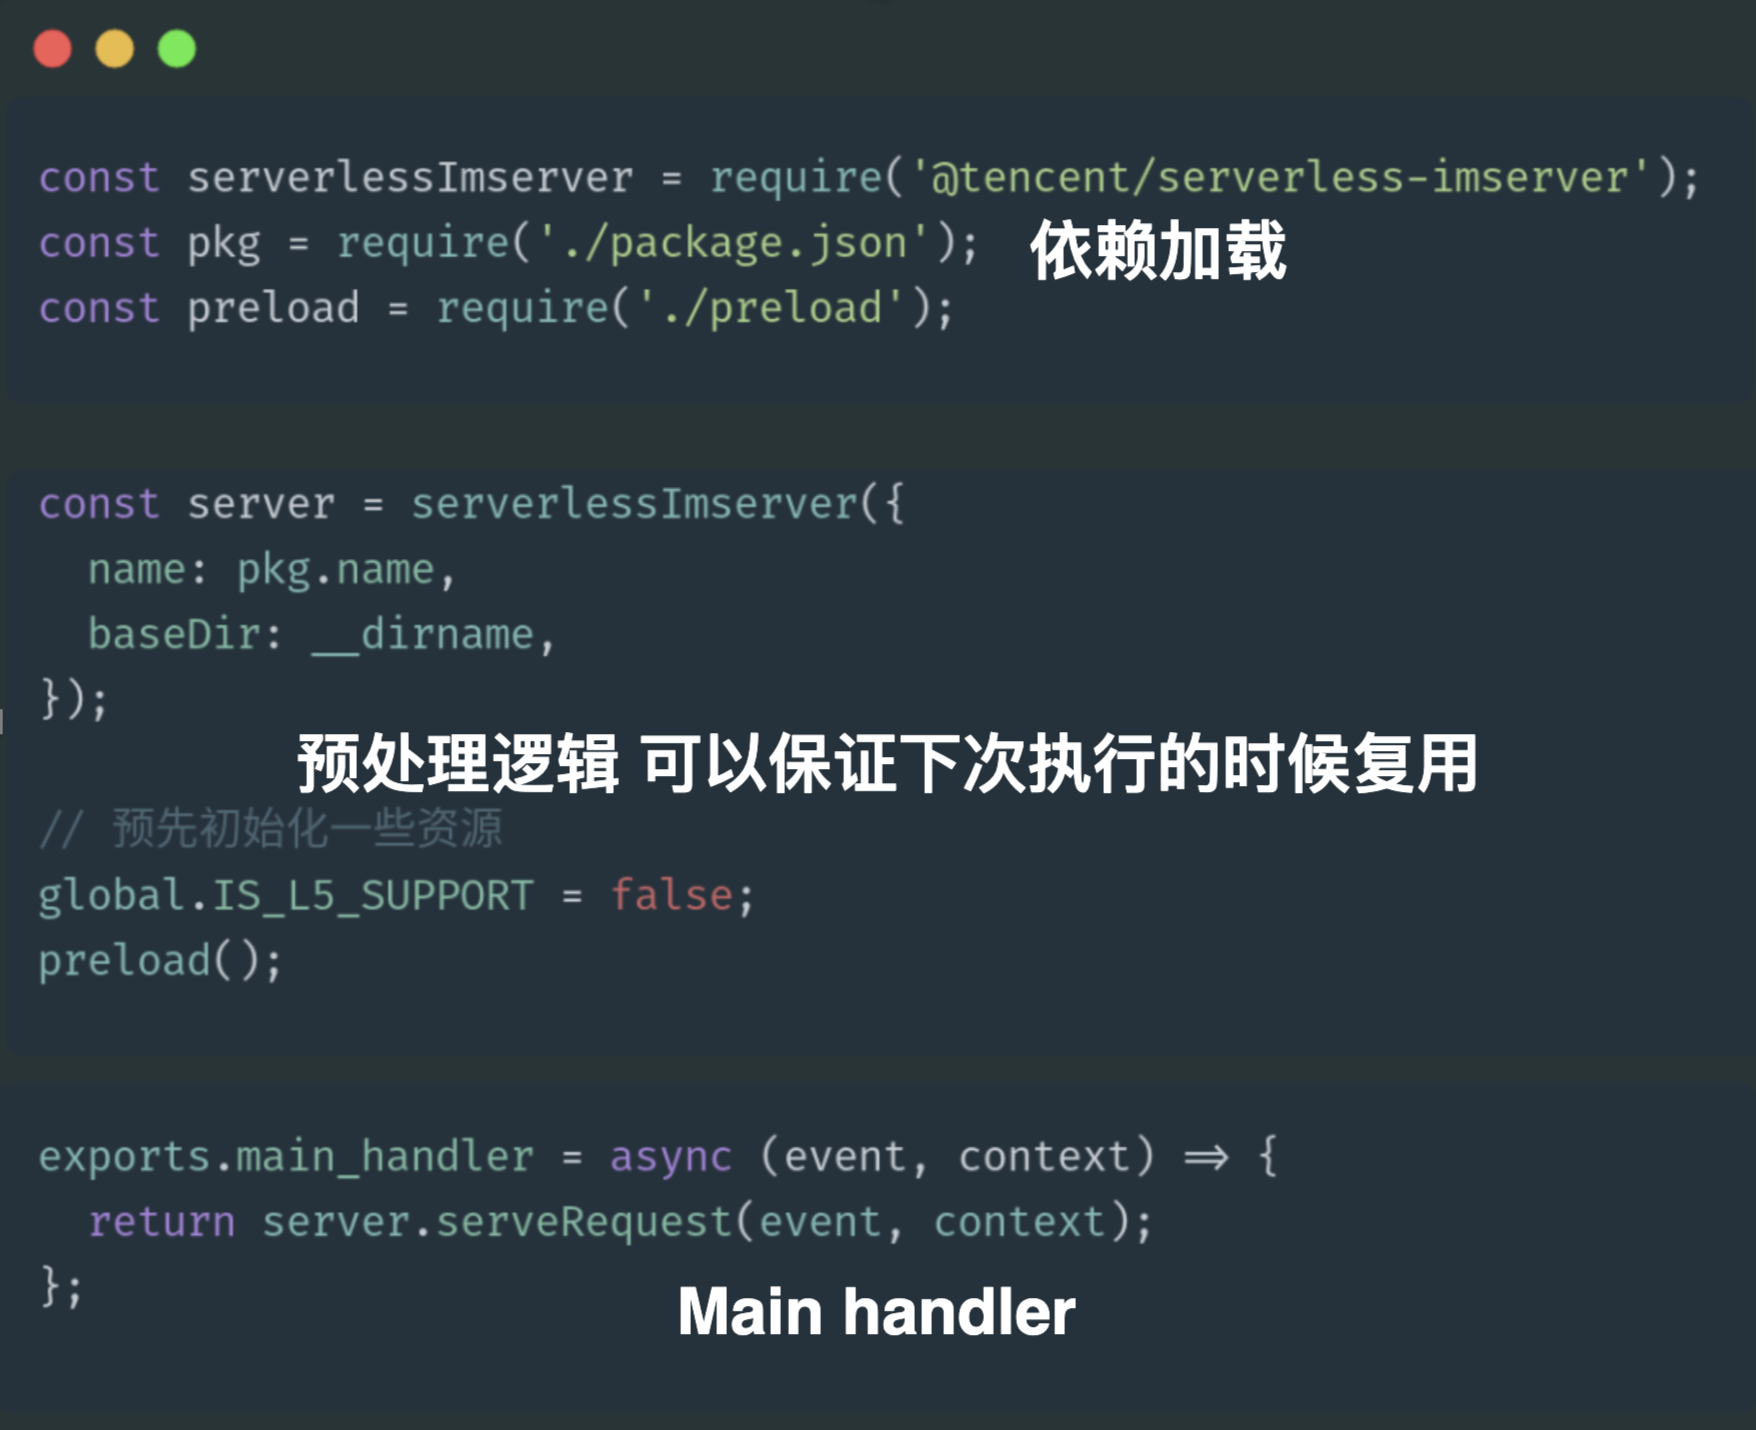 const serverlessImserver = require('@tencent/serverless-imserver');
const pkg = require('./package.json');
依赖加载
const preload = require('./preload');
const server = serverlessImserver({
  name: pkg.name,
  baseDir: __dirname,
});
预处理逻辑 可以保证下次执行的时候复用
// 预先初始化一些资源
global.IS_L5_SUPPORT = false;
preload();
exports.main_handler = async (event, context) => {
  return server.serveRequest(event, context);
};
Main handler